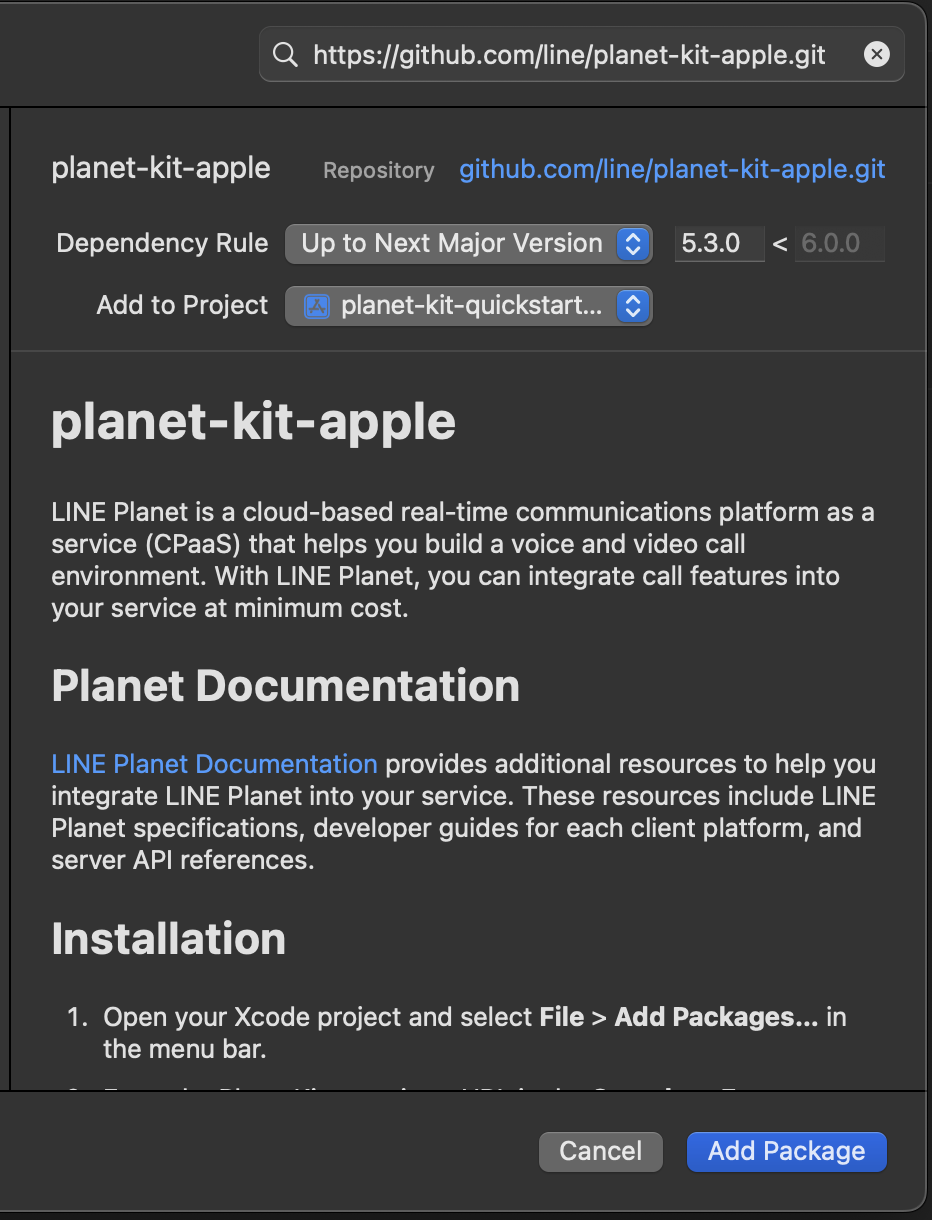 https://github.com/line/planet-kit-apple.git
planet-kit-apple Repository github.com/line/planet-kit-apple.git
Dependency Rule Up to Next Major Version 5.3.0 < 6.0.0
Add to Project planet-kit-quickstart...
planet-kit-apple
LINE Planet is a cloud-based real-time communications platform as a
service (CPaaS) that helps you build a voice and video call
environment. With LINE Planet, you can integrate call features into
your service at minimum cost.
Planet Documentation
LINE Planet Documentation provides additional resources to help you
integrate LINE Planet into your service. These resources include LINE
Planet specifications, developer guides for each client platform, and
server API references.
Installation
1. Open your Xcode project and select File > Add Packages... in
the menu bar.
Cancel Add Package